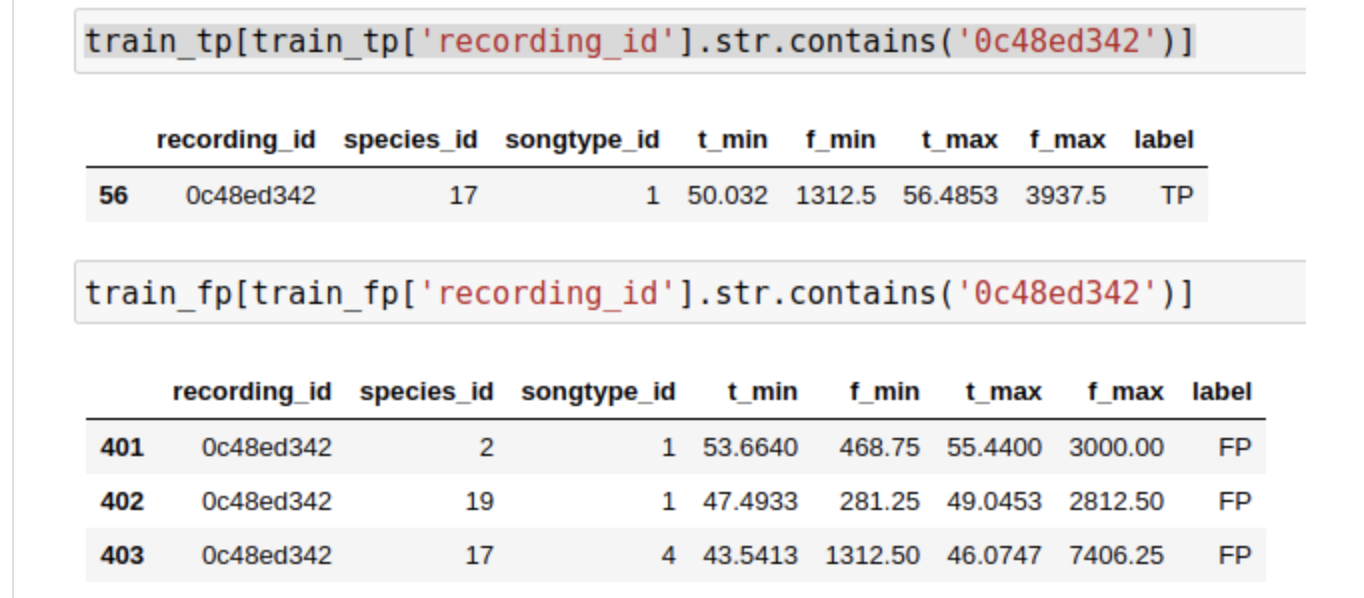 train_tp[train_tp['recording_id'].str.contains('0c48ed342')]
recording_id species_id songtype_id t_min f_min t_max f_max label
56 0c48ed342 17 1 50.032 1312.5 56.4853 3937.5 TP
train_fp[train_fp['recording_id'].str.contains('0c48ed342')]
recording_id species_id songtype_id t_min f_min t_max f_max label
401 0c48ed342 2 1 53.6640 468.75 55.4400 3000.00 FP
402 0c48ed342 19 1 47.4933 281.25 49.0453 2812.50 FP
403 0c48ed342 17 4 43.5413 1312.50 46.0747 7406.25 FP